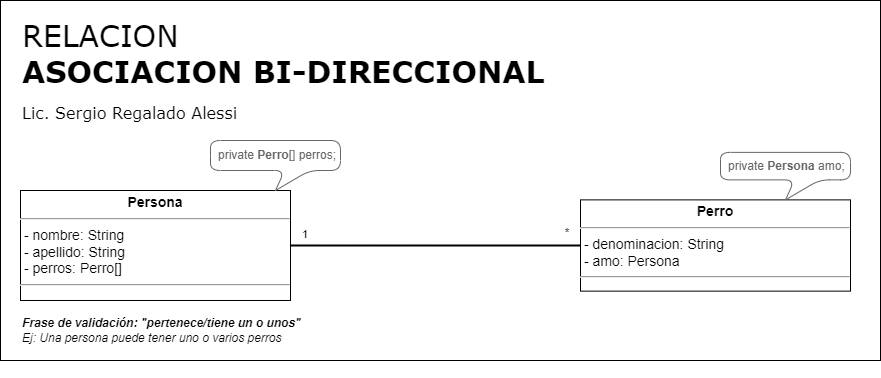 RELACION
ASOCIACION BI-DIRECCIONAL
Lic. Sergio Regalado Alessi
private Perro[] perros;
private Persona amo;
Persona
- nombre: String
- apellido: String
- perros: Perro[]
1
*
Perro
- denominacion: String
- amo: Persona
Frase de validación: "pertenece/tiene un o unos"
Ej: Una persona puede tener uno o varios perros